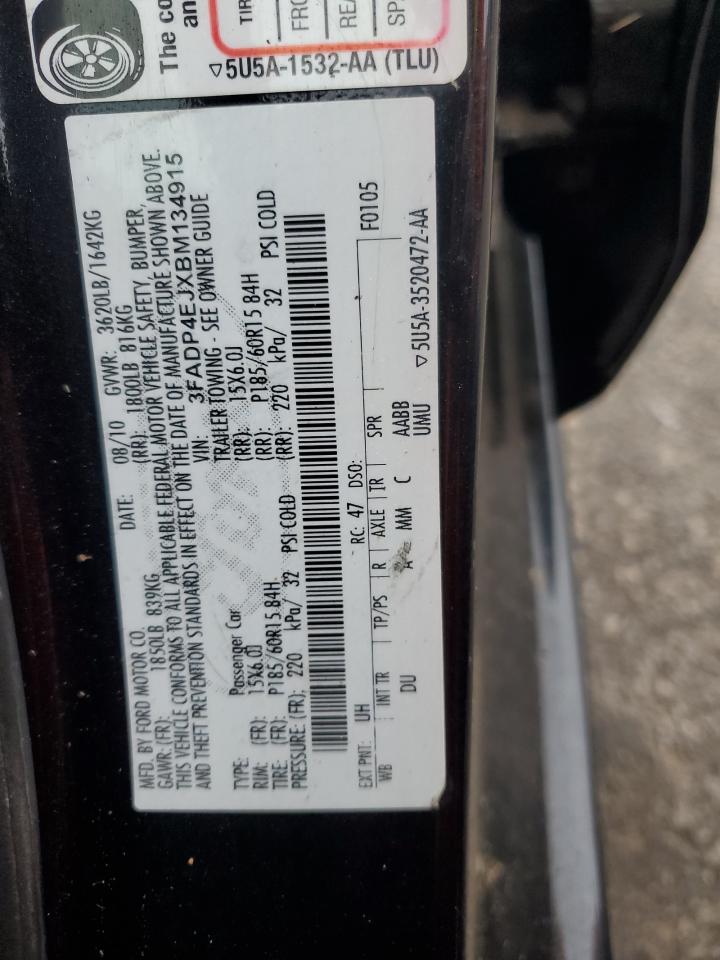 The co
an
TIR
FRO
REA
SPA
▽5U5A-1532-AA (TLU)
MFD. BY FORD MOTOR CO.
DATE: 08/10 GVWR: 3620LB/1642KG
GAWR: (FR): 1850LB 839KG (RR): 1800LB 816KG
THIS VEHICLE CONFORMS TO ALL APPLICABLE FEDERAL MOTOR VEHICLE SAFETY, BUMPER,
AND THEFT PREVENTION STANDARDS IN EFFECT ON THE DATE OF MANUFACTURE SHOWN ABOVE.
VIN: 3FADP4EJXBM134915
TYPE: Passenger Car TRAILER TOWING - SEE OWNER GUIDE
RIM: (FR): 15X6.0J (RR): 15X6.0J
TIRE: (FR): P185/60R15 84H. (RR): P185/60R15 84H
PRESSURE: (FR): 220 kPa/ 32 PSI COLD (RR): 220 kPa/ 32 PSI COLD
EXT PNT: UH RC: 47 DSO: F0105
WB INT TR TP/PS R AXLE TR SPR
DU A MM C AABB
UMU
▽5U5A-3520472-AA